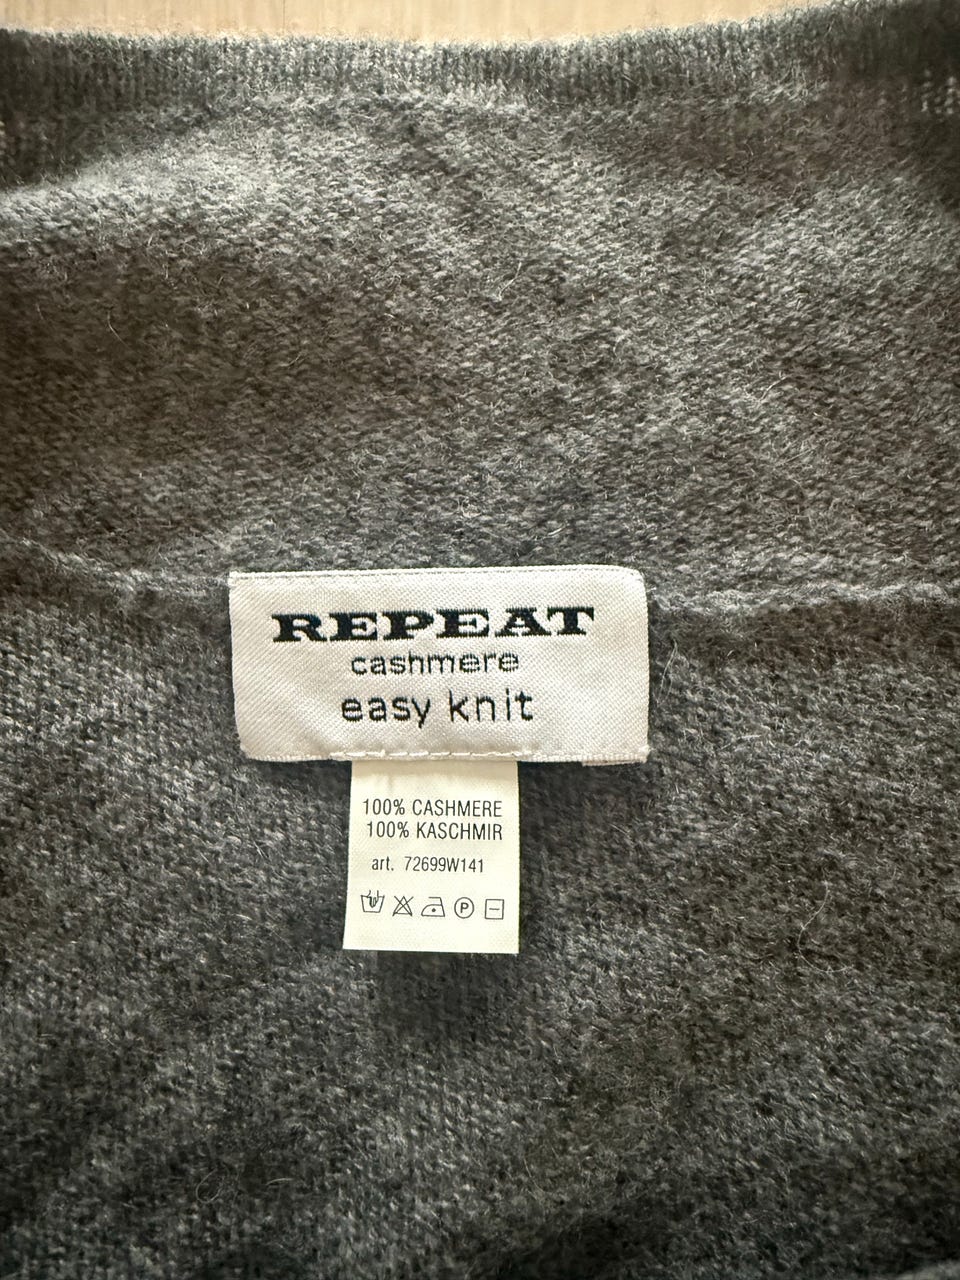 REPEAT
cashmere
easy knit
100% CASHMERE
100% KASCHMIR
art. 72699W141
P